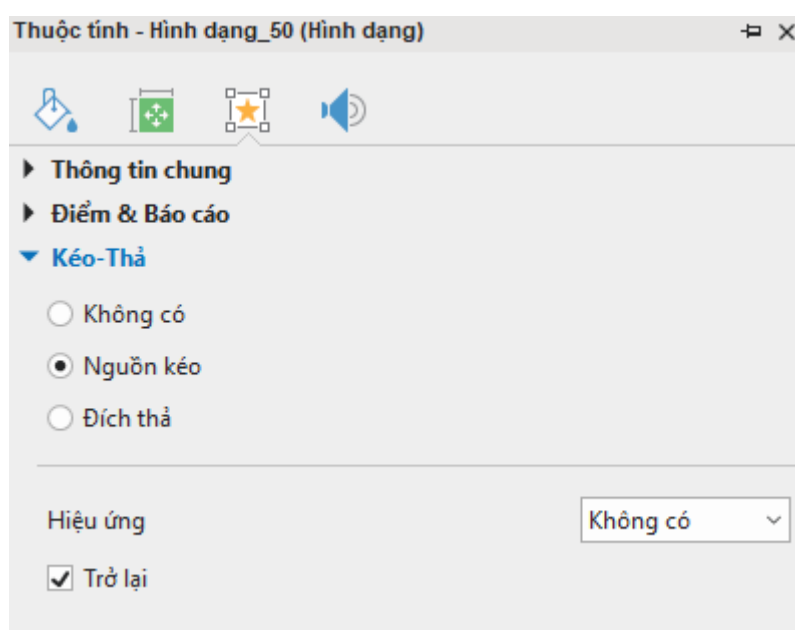 Thuộc tính - Hình dạng_50 (Hình dạng)
Thông tin chung
Điểm & Báo cáo
Kéo-Thả
Không có
Nguồn kéo
Đích thả
Hiệu ứng Không có
Trở lại